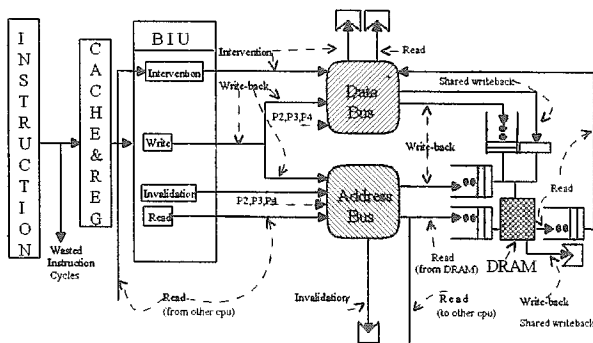 INSTRUCTION
CACHE&REG
BIU
Intervention
Write
Invalidation
Read
Wasted
Instruction
Cycles
Intervention
Write-back
P2,P3,P4
P2,P3,P4
Read
Data
Bus
Address
Bus
Shared writeback
Write-back
Read
DRAM
Read
(from DRAM)
Read
(from other cpu)
Invalidation
Read
(to other cpu)
Write-back
Shared writeback